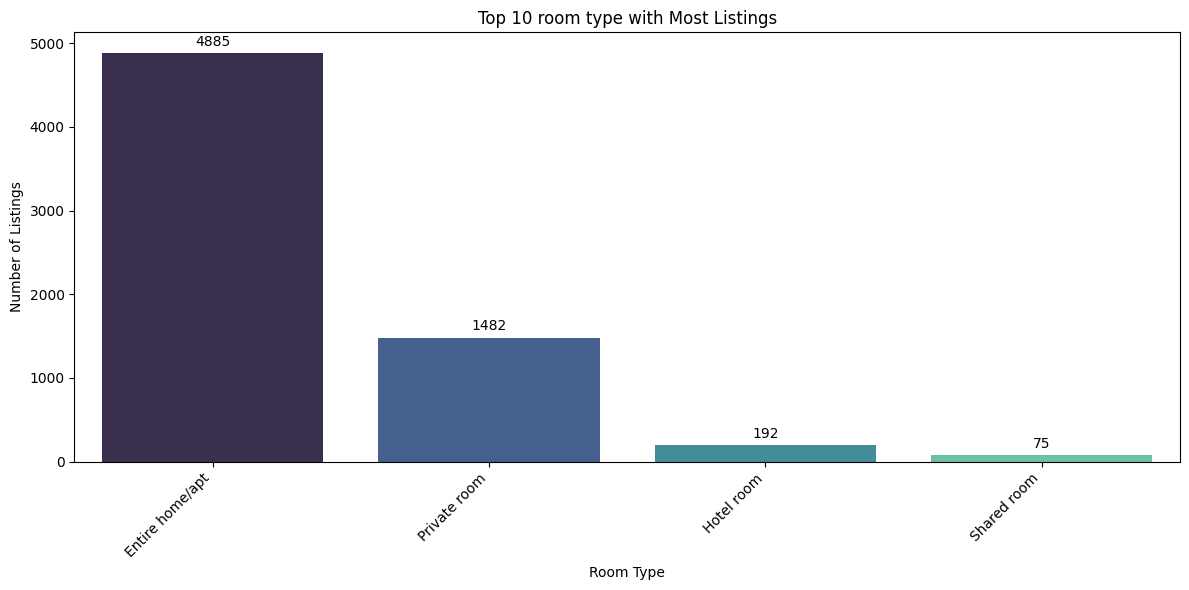 Top 10 room type with Most Listings
Number of Listings
5000
4000
3000
2000
1000
0
4885
1482
192
75
Entire home/apt
Private room
Hotel room
Shared room
Room Type